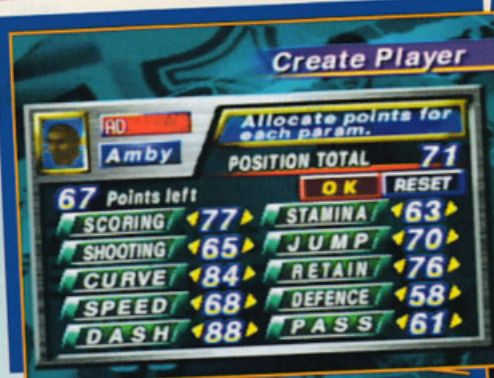 Create Player
AD
Amby
Allocate points for
each param.
POSITION TOTAL 71
67 Points left
OK RESET
SCORING 77 STAMINA 63
SHOOTING 65 JUMP 70
CURVE 84 RETAIN 76
SPEED 68 DEFENCE 58
DASH 88 PASS 61